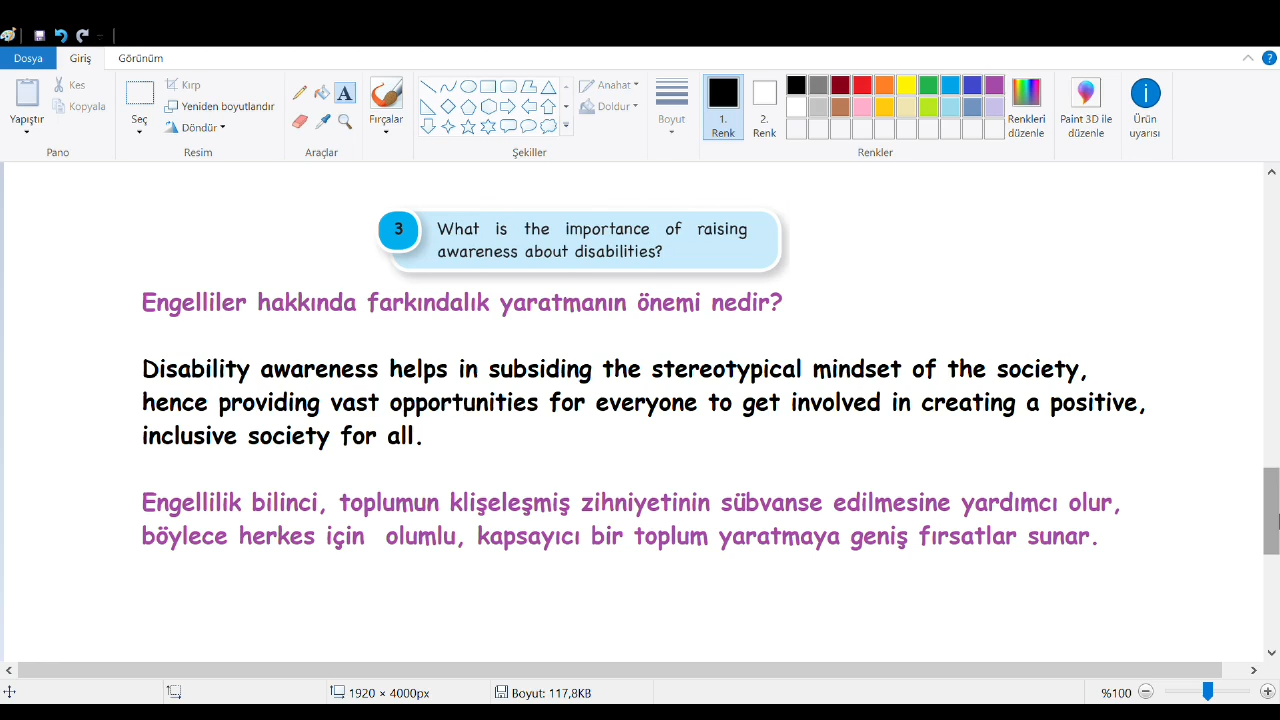 Dosya Giriş Görünüm
Yapıştır
Kes
Kopyala
Pano
Seç
Kırp
Yeniden boyutlandır
Döndür
Resim
A
Araçlar
Fırçalar
Şekiller
Anahat
Doldur
Boyut
1.
Renk
2.
Renk
Renkler
Renkleri
düzenle
Paint 3D ile
düzenle
Ürün
uyarısı
3 What is the importance of raising
awareness about disabilities?
Engelliler hakkında farkındalık yaratmanın önemi nedir?
Disability awareness helps in subsiding the stereotypical mindset of the society,
hence providing vast opportunities for everyone to get involved in creating a positive,
inclusive society for all.
Engellilik bilinci, toplumun klişeleşmiş zihniyetinin sübvanse edilmesine yardımcı olur,
böylece herkes için olumlu, kapsayıcı bir toplum yaratmaya geniş fırsatlar sunar.
1920 × 4000px Boyut: 117,8KB %100